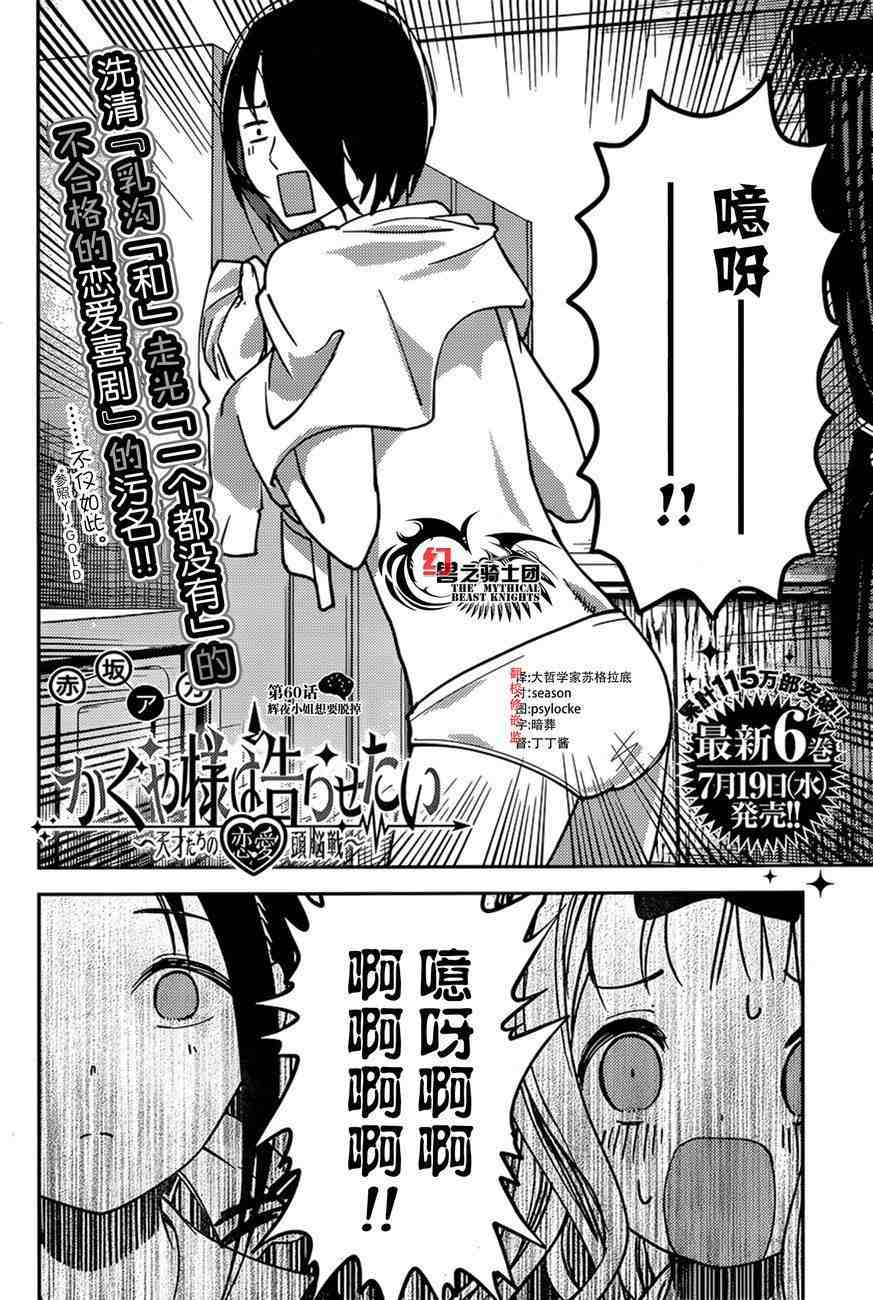 噫呀——
——!!
洗清『乳沟「和」走光「一个都没有」的
不合格的恋爱喜剧』的污名!!!
……不仅如此。
参照YJGOLD
幻兽之骑士团
THE MYTHICAL
BEAST KNIGHTS
翻译:大哲学家苏格拉底
校对:season
修图:psylocke
嵌字:暗葬
监督:丁丁酱
赤坂アカ
第60话
辉夜小姐想要脱掉
かぐや様は告らせたい
〜天才たちの恋愛頭脳戦〜
累計115万部突破!!
最新6巻
7月19日(水)
発売!!
噫呀啊啊
啊啊啊啊!!